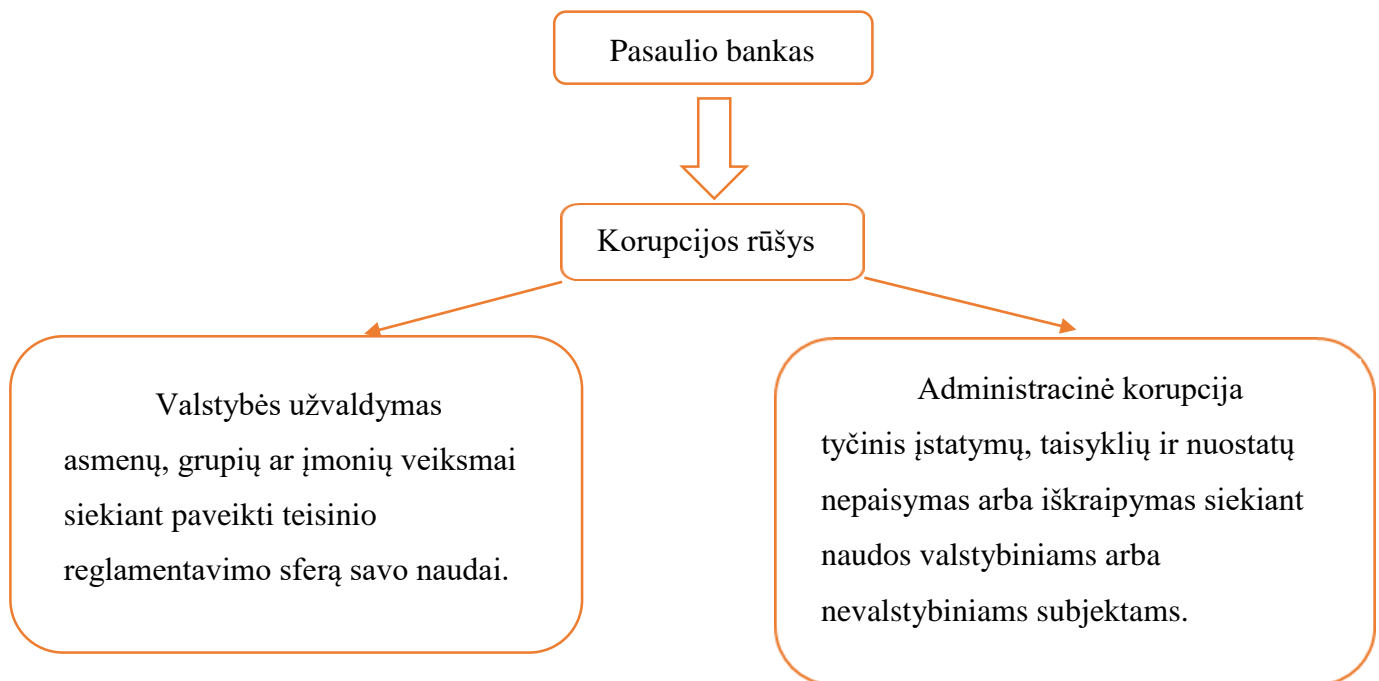 Pasaulio bankas
Korupcijos rūšys
Valstybės užvaldymas
asmenų, grupių ar įmonių veiksmai
siekiant paveikti teisinio
reglamentavimo sferą savo naudai.
Administracinė korupcija
tyčinis įstatymų, taisyklių ir nuostatų
nepaisymas arba iškraipymas siekiant
naudos valstybiniams arba
nevalstybiniams subjektams.